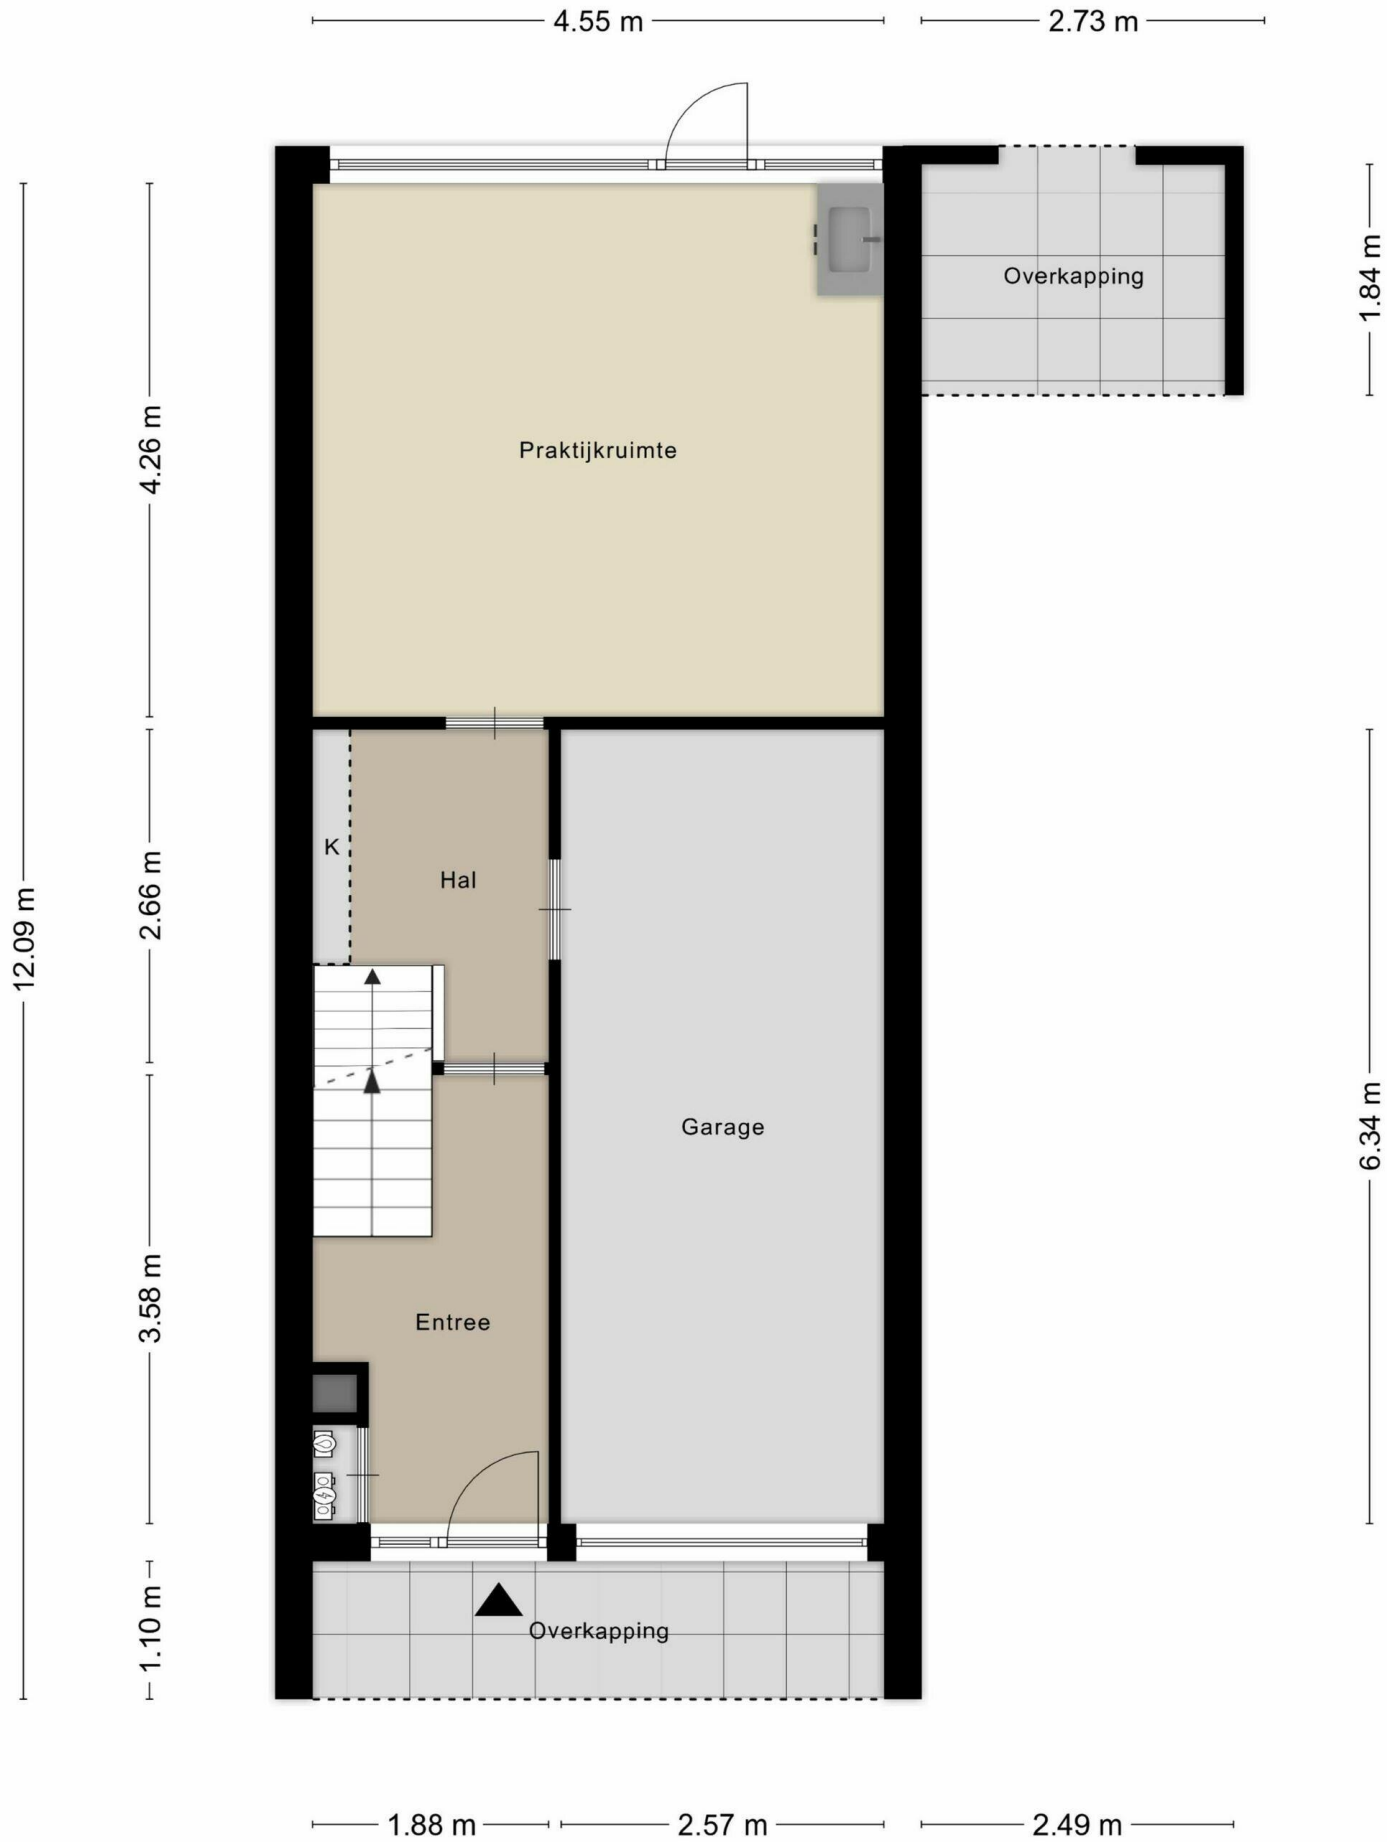 4.55 m
2.73 m
Overkapping
1.84 m
Praktijkruimte
4.26 m
K
Hal
2.66 m
12.09 m
Garage
6.34 m
3.58 m
Entree
1.10 m
Overkapping
1.88 m
2.57 m
2.49 m